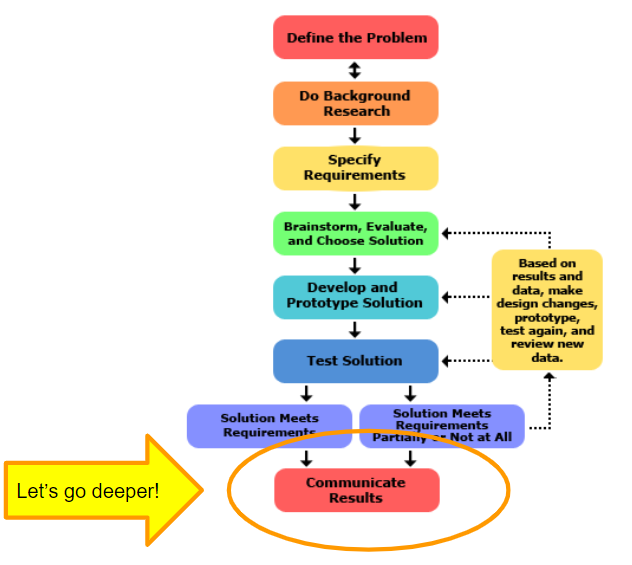 Define the Problem
Do Background
Research
Specify
Requirements
Brainstorm, Evaluate,
and Choose Solution
Based on
results and
data, make
design changes,
prototype,
test again, and
review new
data.
Develop and
Prototype Solution
Test Solution
Solution Meets
Requirements
Solution Meets
Requirements
Partially or Not at All
Let's go deeper!
Communicate
Results